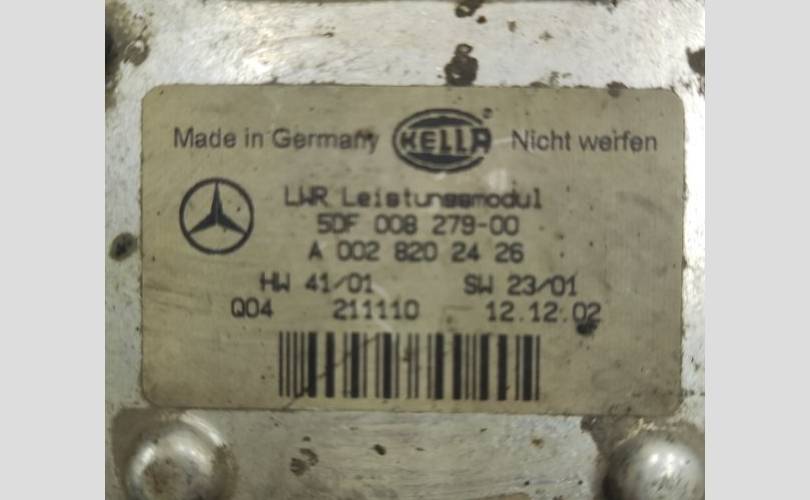 Made in Germany HELLA ® Nicht werfen
LWR Leistungsmodul
5DF 008 279-00
A 002 820 24 26
HW 41/01 SW 23/01
Q04 211110 12.12.02